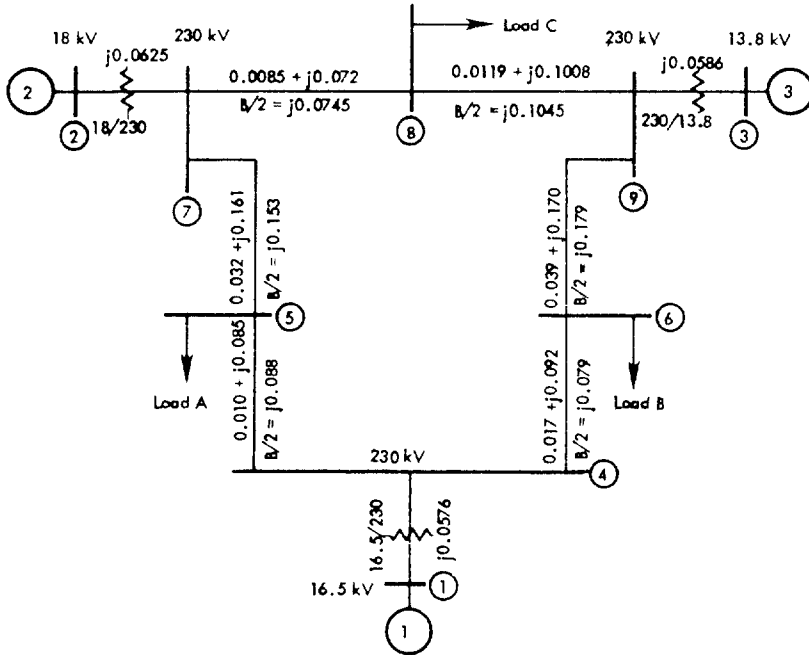 18 kV
j0.0625
230 kV
Load C
230 kV
j0.0586
13.8 kV
0.0085 + j0.072
0.0119 + j0.1008
2
B/2 = j0.0745
B/2 = j0.1045
3
18/230
230/13.8
2
8
3
7
9
0.032 + j0.161
B/2 = j0.153
0.039 + j0.170
B/2 = j0.179
5
6
Load A
Load B
0.010 + j0.085
B/2 = j0.088
0.017 + j0.092
B/2 = j0.079
230 kV
4
16.5/230
j0.0576
16.5 kV
1
1